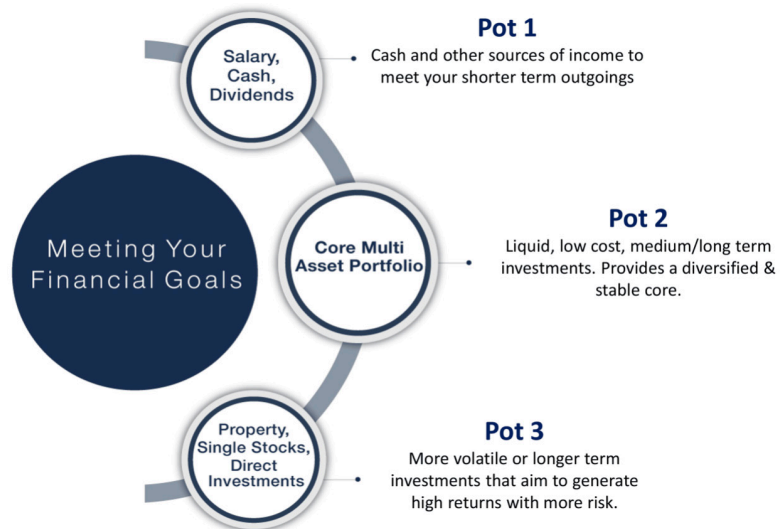 Pot 1
Salary,
Cash,
Dividends
Cash and other sources of income to
meet your shorter term outgoings
Meeting Your
Financial Goals
Core Multi
Asset Portfolio
Pot 2
Liquid, low cost, medium/long term
investments. Provides a diversified &
stable core.
Property,
Single Stocks,
Direct
Investments
Pot 3
More volatile or longer term
investments that aim to generate
high returns with more risk.